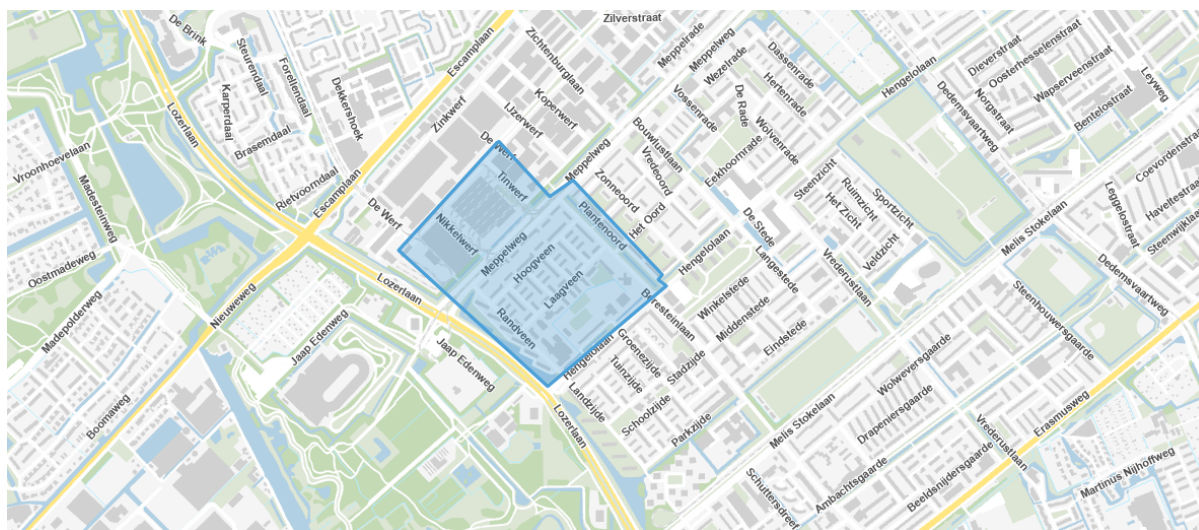 De Brink
Steurendaal
Forellendaal
Karperdaal
Dekkershoek
Brasemdaal
Rietvoorndaal
Vroonhoevelaan
Madesteinweg
Oostmadeweg
Madepolderweg
Boomaweg
Nieuweweg
Lozerlaan
Escamplaan
Escamplaan
Zinkwerf
De Werf
De Werf
IJzerwerf
Koperwerf
Zichtenburglaan
Zilverstraat
Meppelrade
Meppelweg
Wezelrade
Dassenrade
Hertenrade
De Rade
Wolvenrade
Vossenrade
Eekhoornrade
Bouwlustlaan
Vredeoord
Zonneoord
Het Oord
Plantenoord
Meppelweg
Tinwerf
Nikkelwerf
Meppelweg
Hoogveen
Laagveen
Randveen
Lozerlaan
Jaap Edenweg
Jaap Edenweg
Lozerlaan
Hengelolaan
Hengelolaan
Hengelolaan
Beresteinlaan
Landzijde
Groenezijde
Tuinzijde
Stadzijde
Schoolzijde
Parkzijde
Winkelstede
Middenstede
Langestede
Eindstede
De Stede
Steenzicht
Ruimzicht
Het Zicht
Sportzicht
Veldzicht
Vrederustlaan
Vrederustlaan
Melis Stokelaan
Melis Stokelaan
Dedemsvaartweg
Dedemsvaartweg
Norgstraat
Dieverstraat
Oosterhesselenstraat
Wapserveenstraat
Bentelostraat
Leyweg
Coevordenstra
Leggelostraat
Haveltestraa
Steenwijkla
Steenhouwersgaarde
Wolweversgaarde
Drapeniersgaarde
Ambachtsgaarde
Beeldsnijdersgaarde
Schuttersdreef
Erasmusweg
Martinus Nijhoffweg